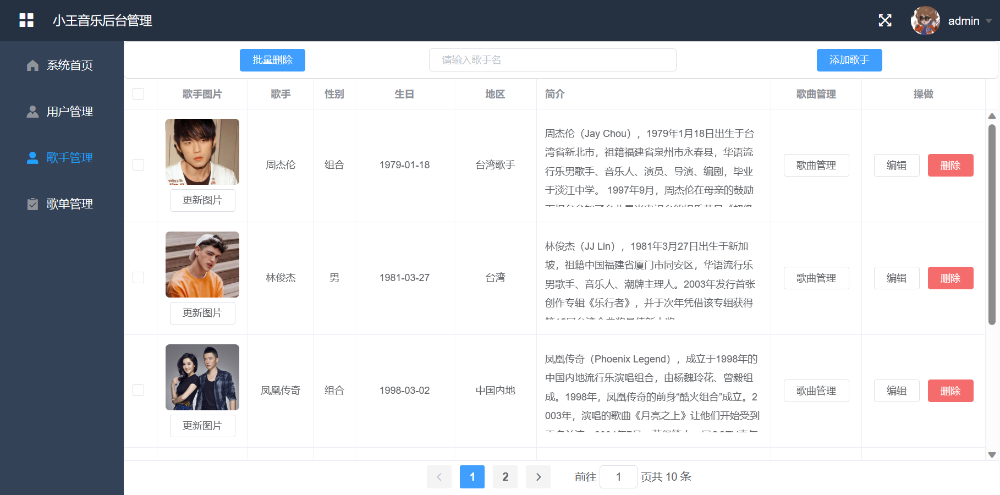 小王音乐后台管理
admin
系统首页
用户管理
歌手管理
歌单管理
批量删除
请输入歌手名
添加歌手
歌手图片 歌手 性别 生日 地区 简介 歌曲管理 操做
更新图片
周杰伦
组合
1979-01-18
台湾歌手
周杰伦（Jay Chou），1979年1月18日出生于台
湾省新北市，祖籍福建省泉州市永春县，华语流
行乐男歌手、音乐人、演员、导演、编剧，毕业
于淡江中学。 1997年9月，周杰伦在母亲的鼓励
歌曲管理
编辑
删除
更新图片
林俊杰
男
1981-03-27
台湾
林俊杰（JJ Lin），1981年3月27日出生于新加
坡，祖籍中国福建省厦门市同安区，华语流行乐
男歌手、音乐人、潮牌主理人。2003年发行首张
创作专辑《乐行者》，并于次年凭借该专辑获得
歌曲管理
编辑
删除
更新图片
凤凰传奇
组合
1998-03-02
中国内地
凤凰传奇（Phoenix Legend），成立于1998年的
中国内地流行乐演唱组合，由杨魏玲花、曾毅组
成。1998年，凤凰传奇的前身“酷火组合”成立。2
003年，演唱的歌曲《月亮之上》让他们开始受到
歌曲管理
编辑
删除
1 2 前往 1 页共 10 条